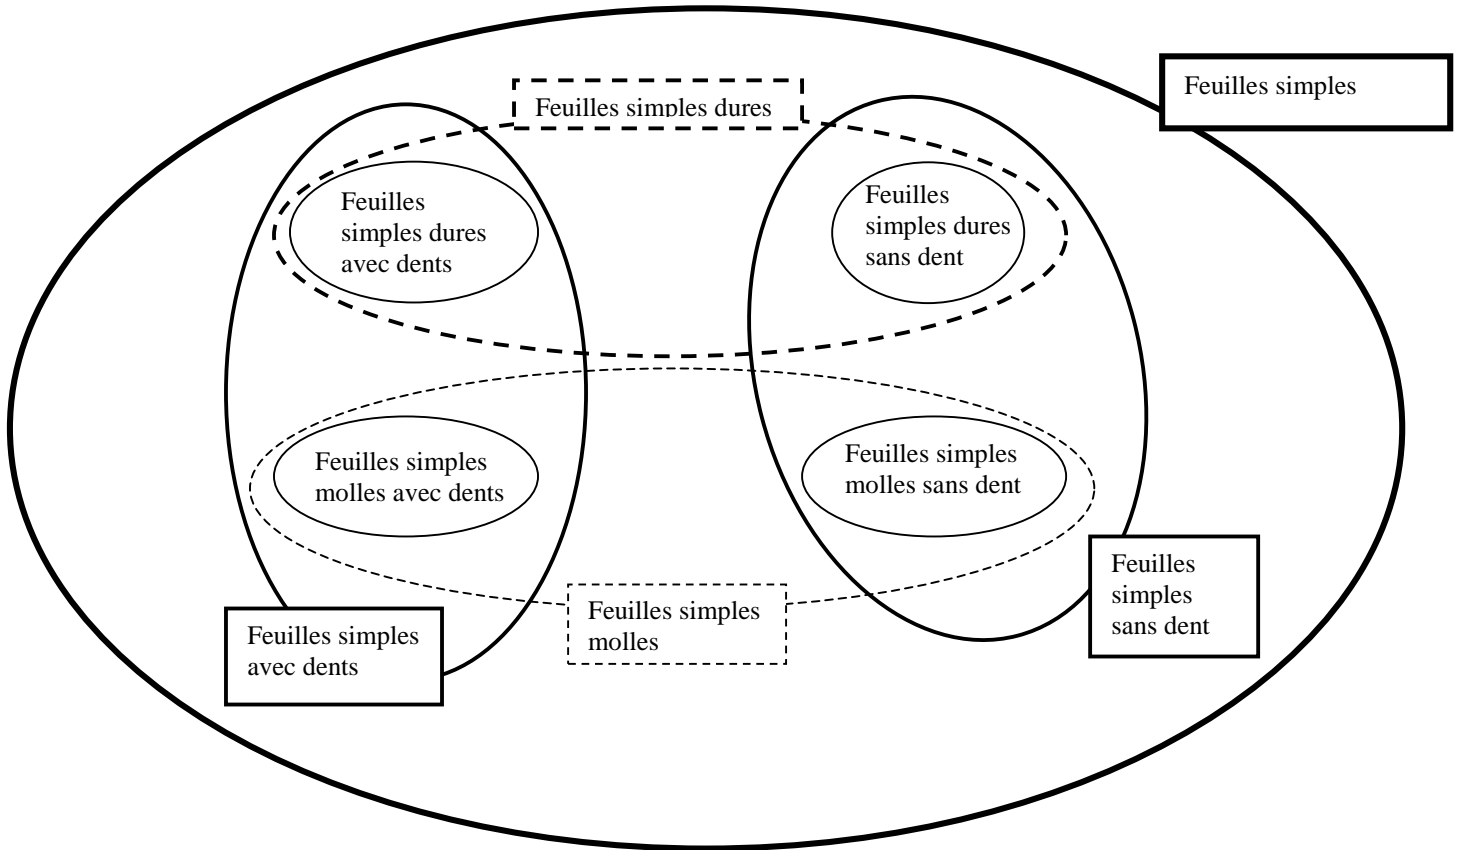 Feuilles simples
Feuilles simples dures
Feuilles
simples dures
avec dents
Feuilles
simples dures
sans dent
Feuilles simples
molles avec dents
Feuilles simples
molles sans dent
Feuilles
simples
sans dent
Feuilles simples
molles
Feuilles simples
avec dents